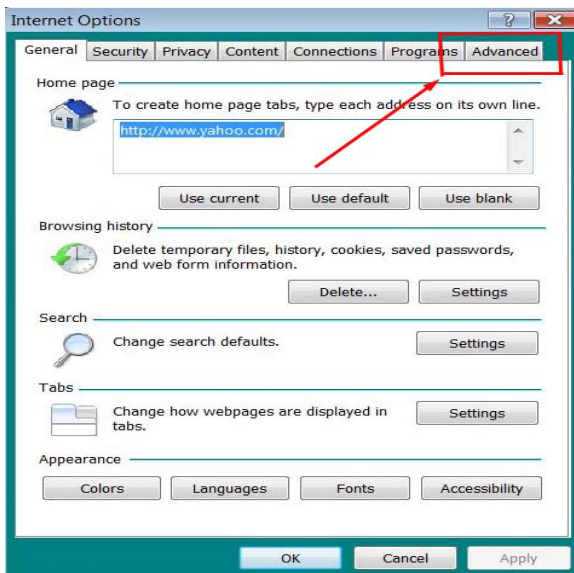 Internet Options
General Security Privacy Content Connections Programs Advanced
Home page
To create home page tabs, type each address on its own line.
http://www.yahoo.com/
Use current Use default Use blank
Browsing history
Delete temporary files, history, cookies, saved passwords,
and web form information.
Delete... Settings
Search
Change search defaults. Settings
Tabs
Change how webpages are displayed in
tabs.
Settings
Appearance
Colors Languages Fonts Accessibility
OK Cancel Apply